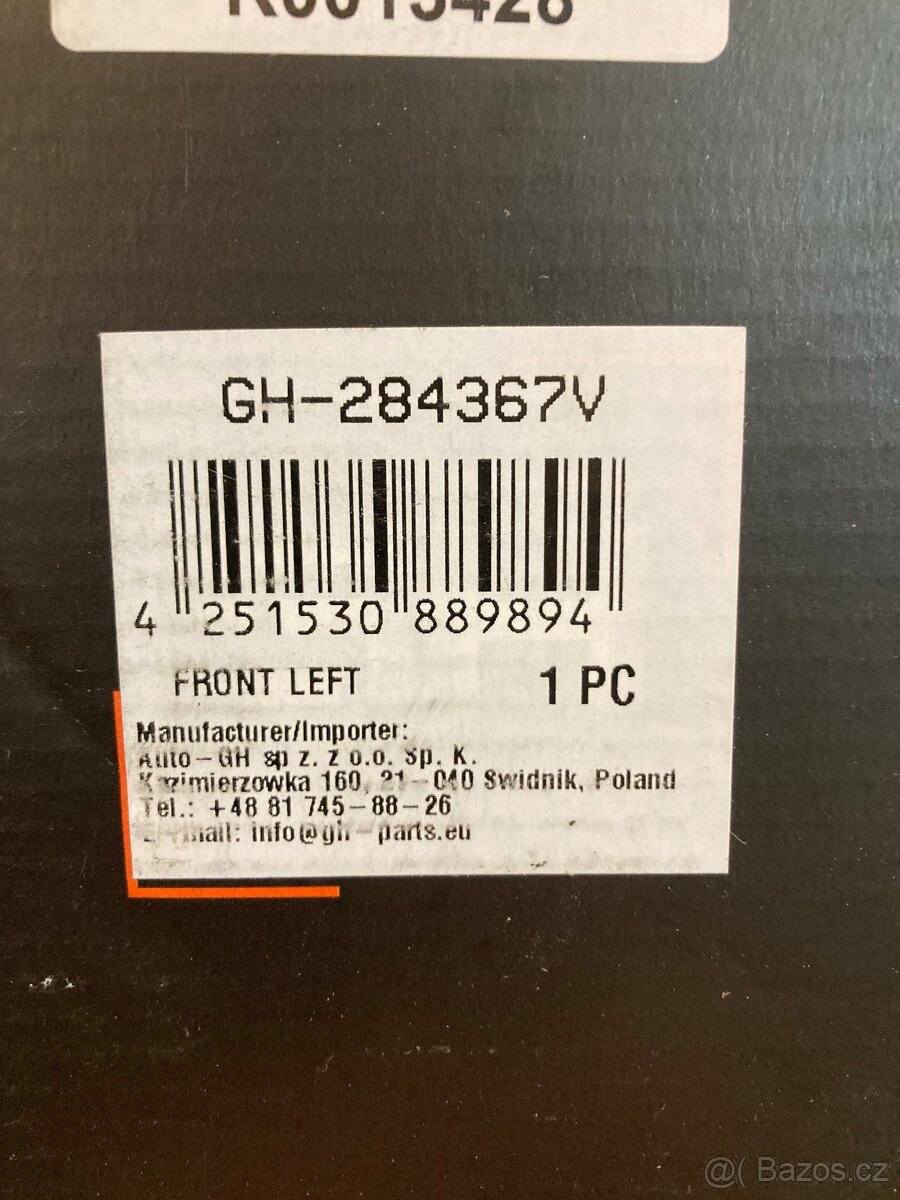 R0015428
GH-284367V
4 251530 889894
FRONT LEFT 1 PC
Manufacturer/Importer:
Auto-GH sp z. z o.o. Sp. K.
Kazimierzowka 160, 21-040 Swidnik, Poland
Tel.: +48 81 745-88-26
E-mail: info@gh-parts.eu
@( Bazos.cz